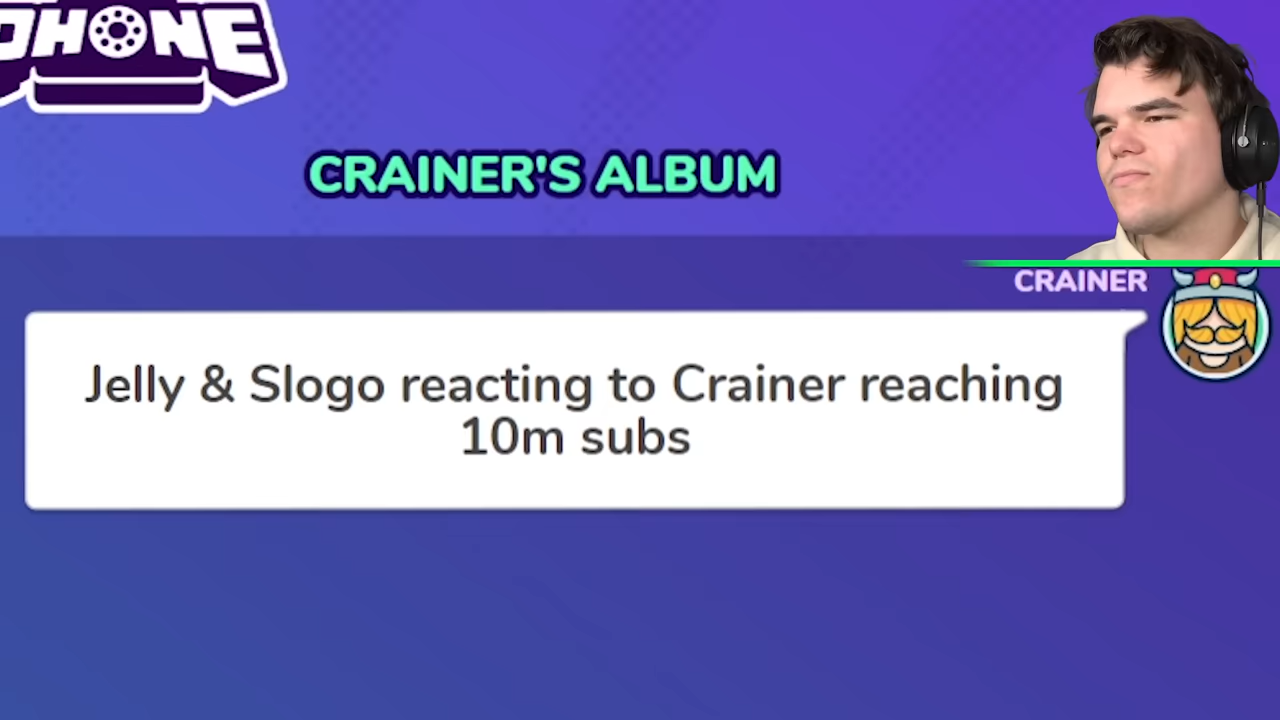 PHONE
CRAINER'S ALBUM
CRAINER
Jelly & Slogo reacting to Crainer reaching
10m subs